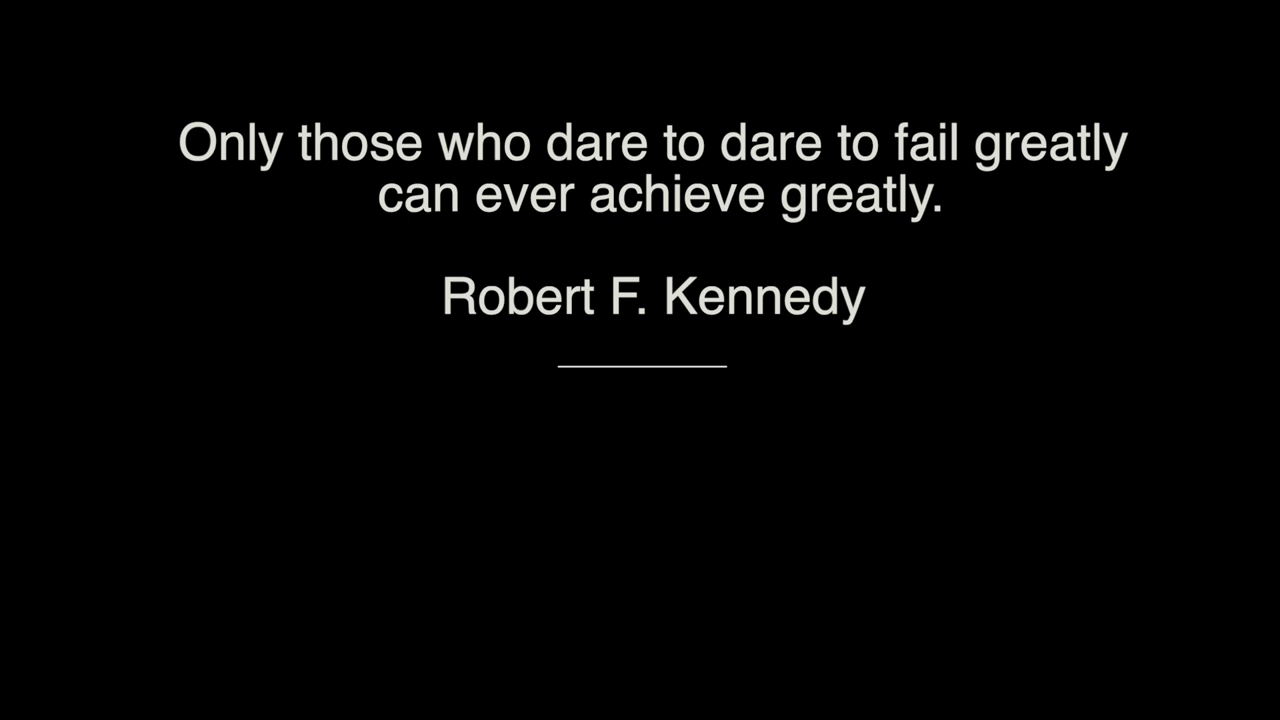 Only those who dare to dare to fail greatly
can ever achieve greatly.
Robert F. Kennedy